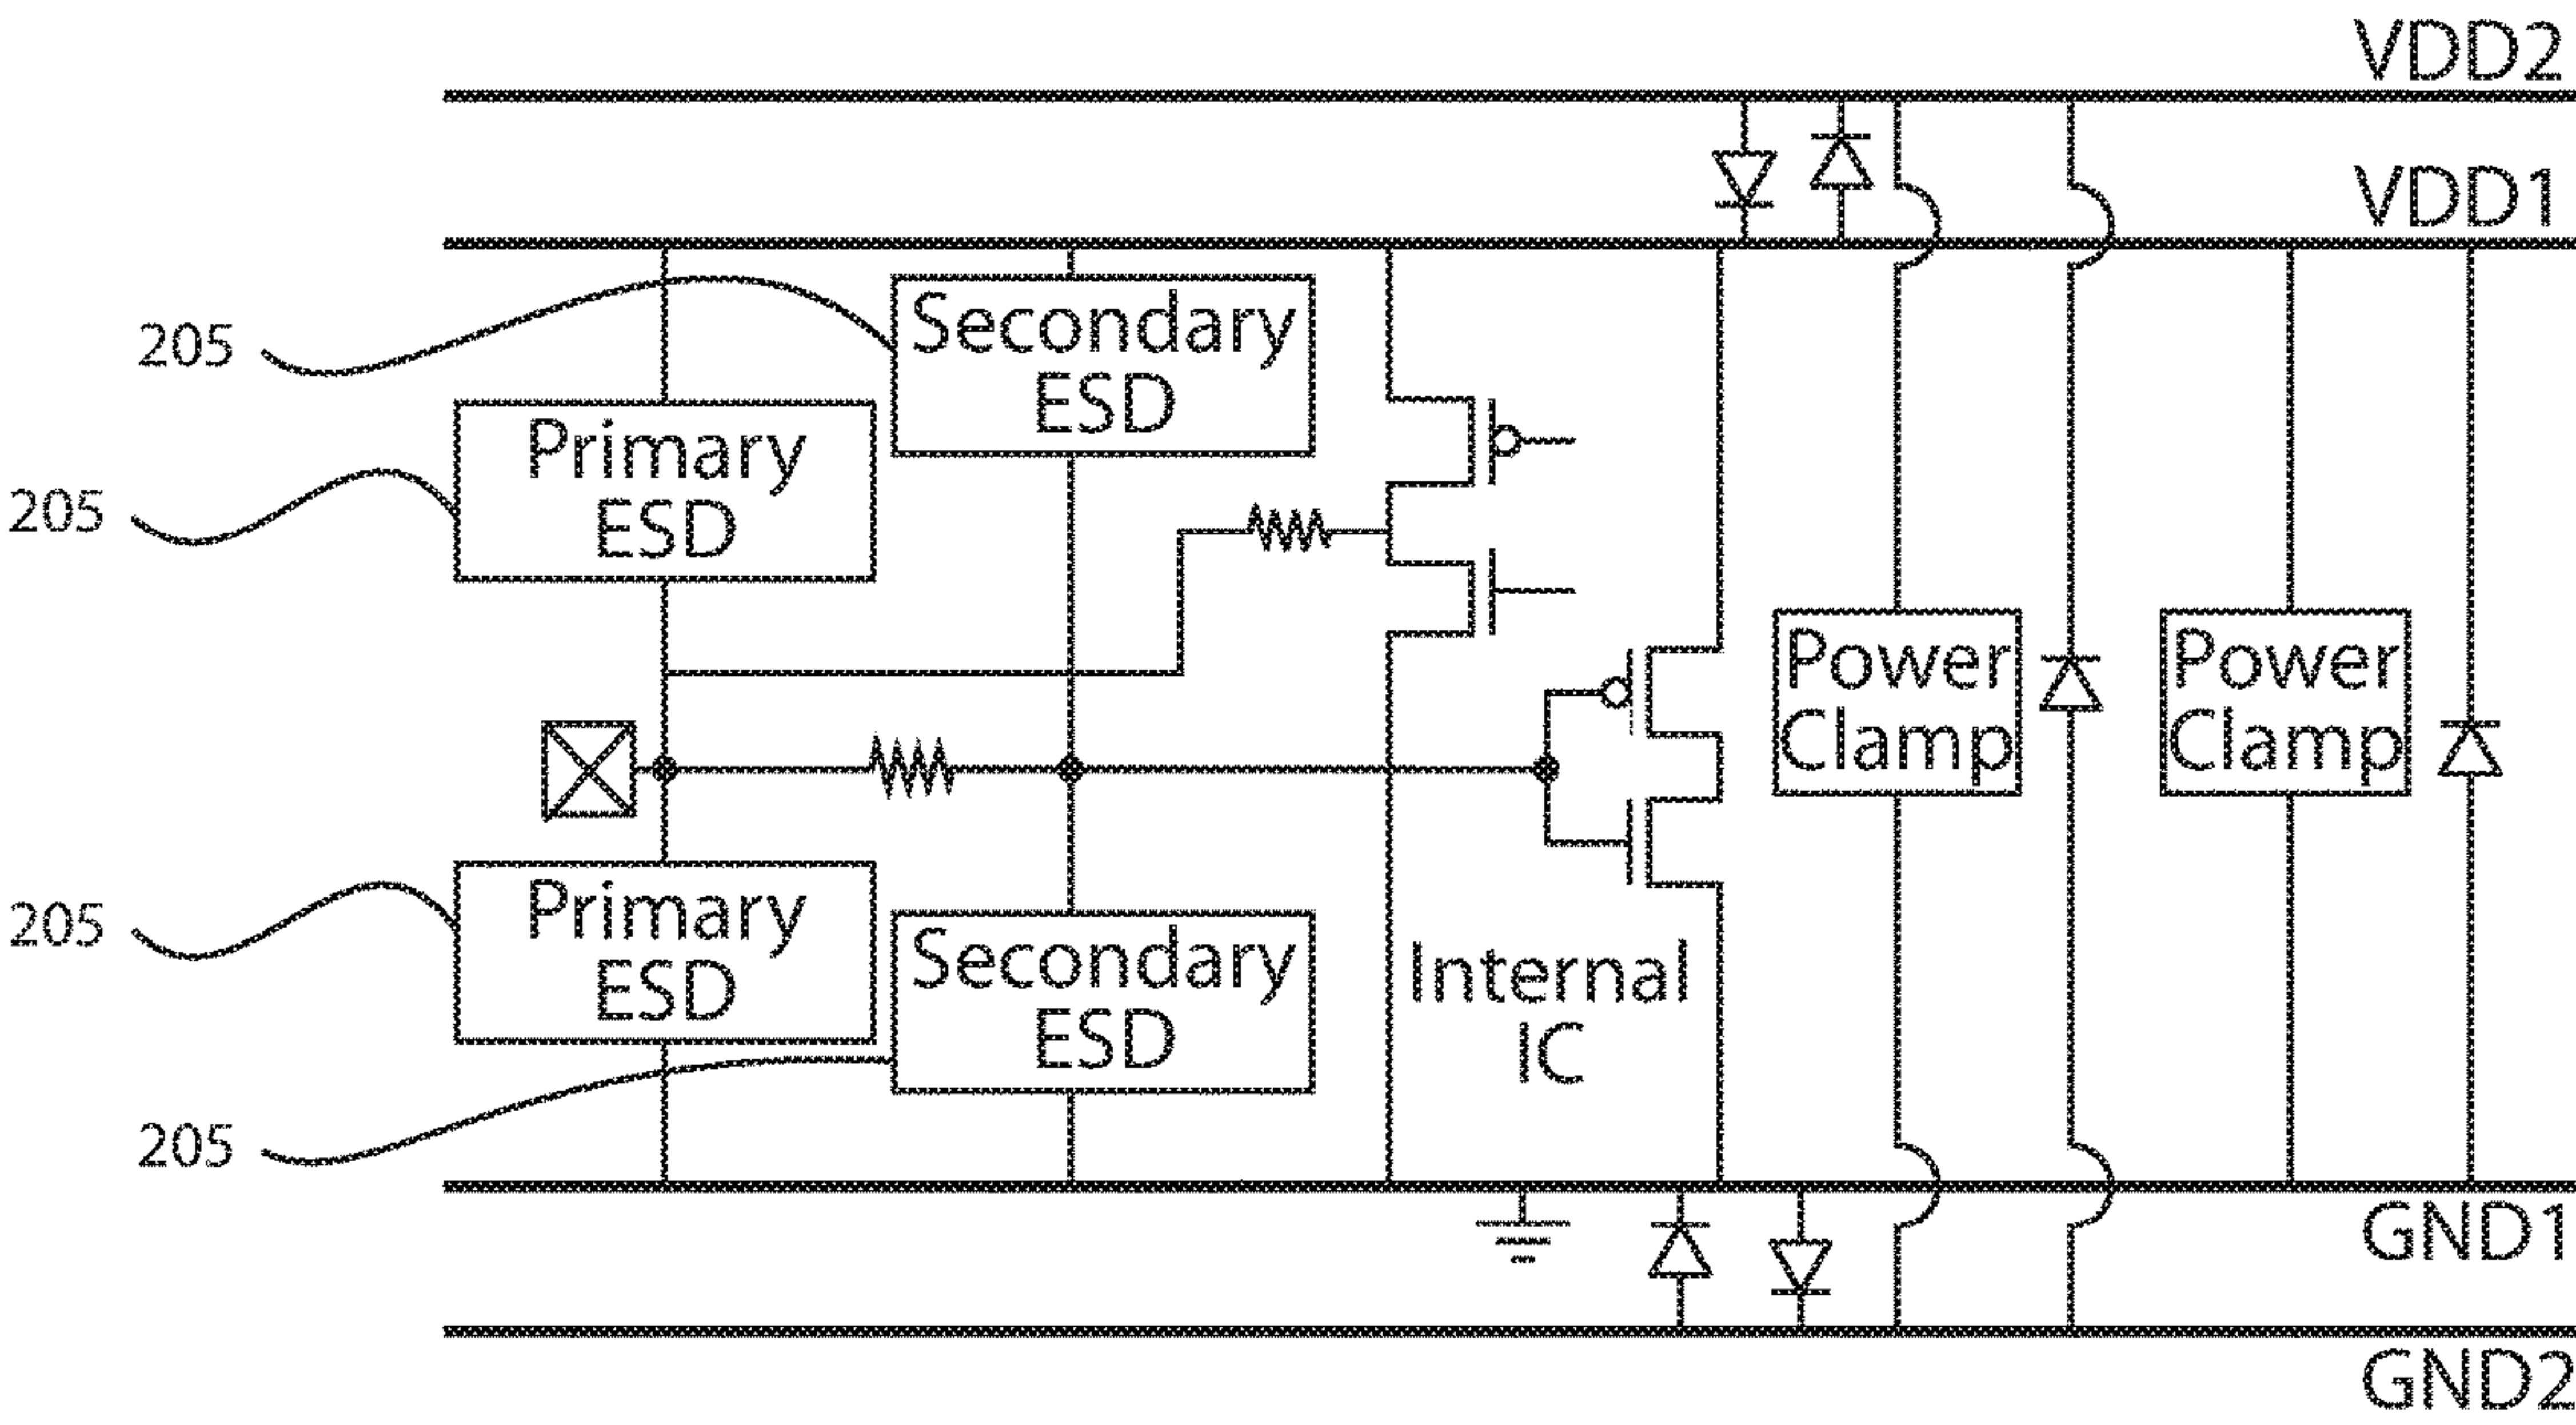 VDD2
VDD1
205
Secondary
ESD
205
Primary
ESD
Power
Clamp
Power
Clamp
205
Primary
ESD
Secondary
ESD
Internal
IC
205
GND1
GND2